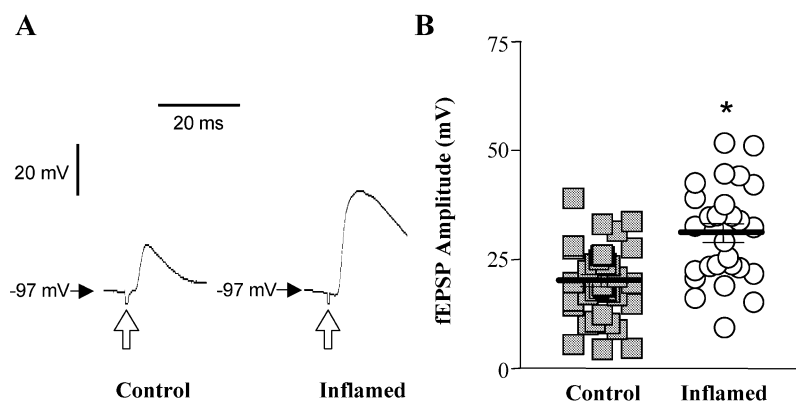 A
20 ms
20 mV
-97 mV
-97 mV
Control
Inflamed
B
fEPSP Amplitude (mV)
75
50
25
0
*
Control
Inflamed